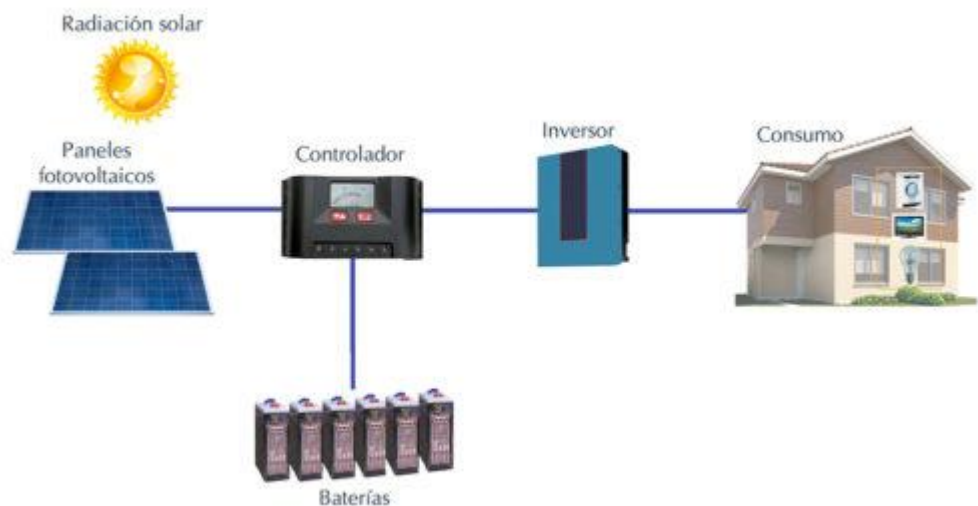 Radiación solar
Paneles
fotovoltaicos
Controlador
Inversor
Consumo
Baterías